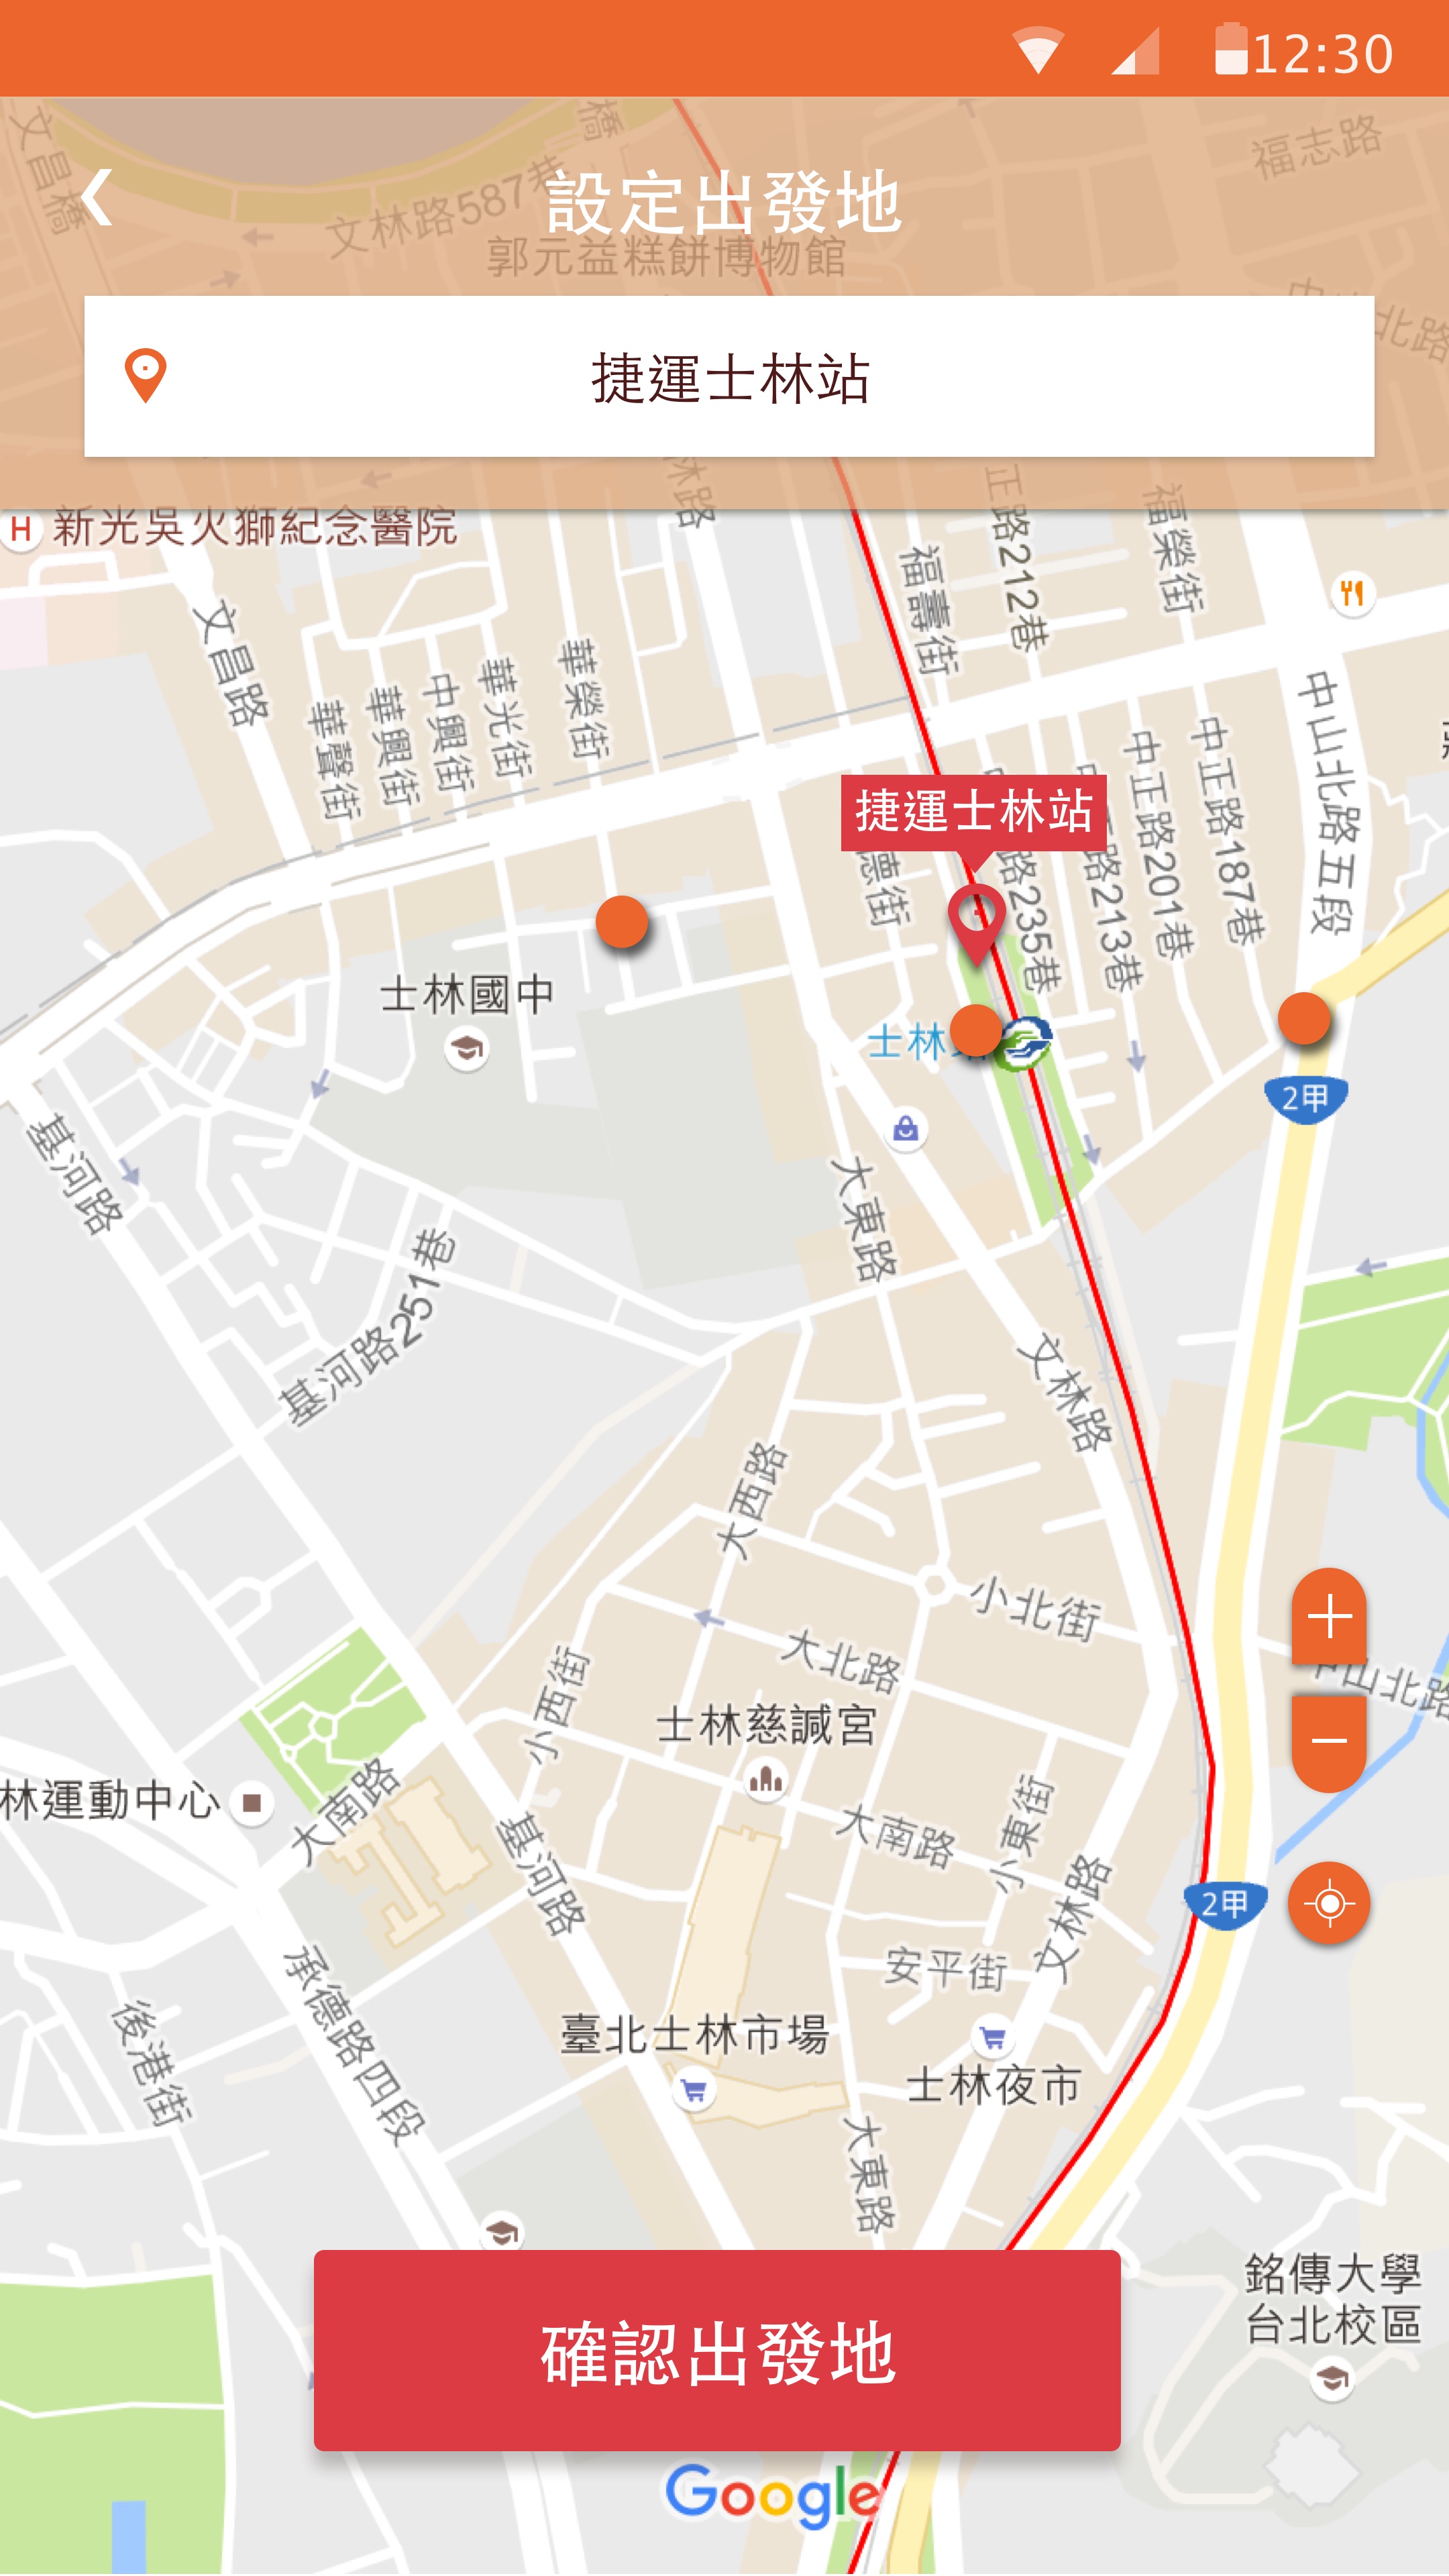 12:30
文昌橋
福志路
文林路587巷
設定出發地
郭元益糕餅博物館
捷運士林站
新光吳火獅紀念醫院
正路212巷
福榮街
福壽街
文昌路
華聲街
華興街
中興街
華光街
華榮街
中正路201巷
中正路187巷
中山北路五段
捷運士林站
德街
路235巷
路213巷
士林國中
士林
2甲
基河路
大東路
基河路251巷
文林路
大西路
小北街
大北路
小西街
中山北路
士林慈諴宮
林運動中心
大南路
大南路
小東街
基河路
文林路
2甲
安平街
承德路四段
後港街
臺北士林市場
士林夜市
大東路
銘傳大學
台北校區
確認出發地
Google